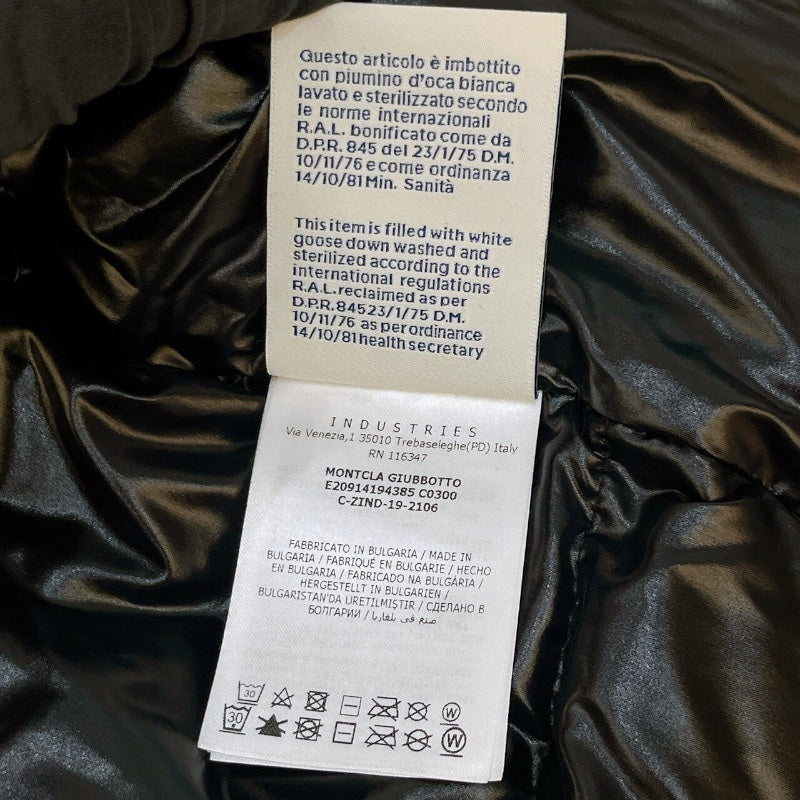 Questo articolo è imbottito
con piumino d'oca bianca
lavato e sterilizzato secondo
le norme internazionali
R.A.L. bonificato come da
D.P.R. 845 del 23/1/75 D.M.
10/11/76 e come ordinanza
14/10/81 Min. Sanità
This item is filled with white
goose down washed and
sterilized according to the
international regulations
R.A.L. reclaimed as per
D.P.R. 84523/1/75 D.M.
10/11/76 as per ordinance
14/10/81 health secretary
INDUSTRIES
Via Venezia,1 35010 Trebaseleghe(PD) Italy
RN 116347
MONTCLA GIUBBOTTO
E20914194385 C0300
C-ZIND-19-2106
FABBRICATO IN BULGARIA / MADE IN
BULGARIA / FABRIQUÉ EN BULGARIE / HECHO
EN BULGARIA / FABRICADO NA BULGÁRIA /
HERGESTELLT IN BULGARIEN /
BULGARISTAN'DA ÜRETILMIŞTIR / СДЕЛАНО В
БОЛГАРИИ / صنع في بلغاريا
30 W
30 W